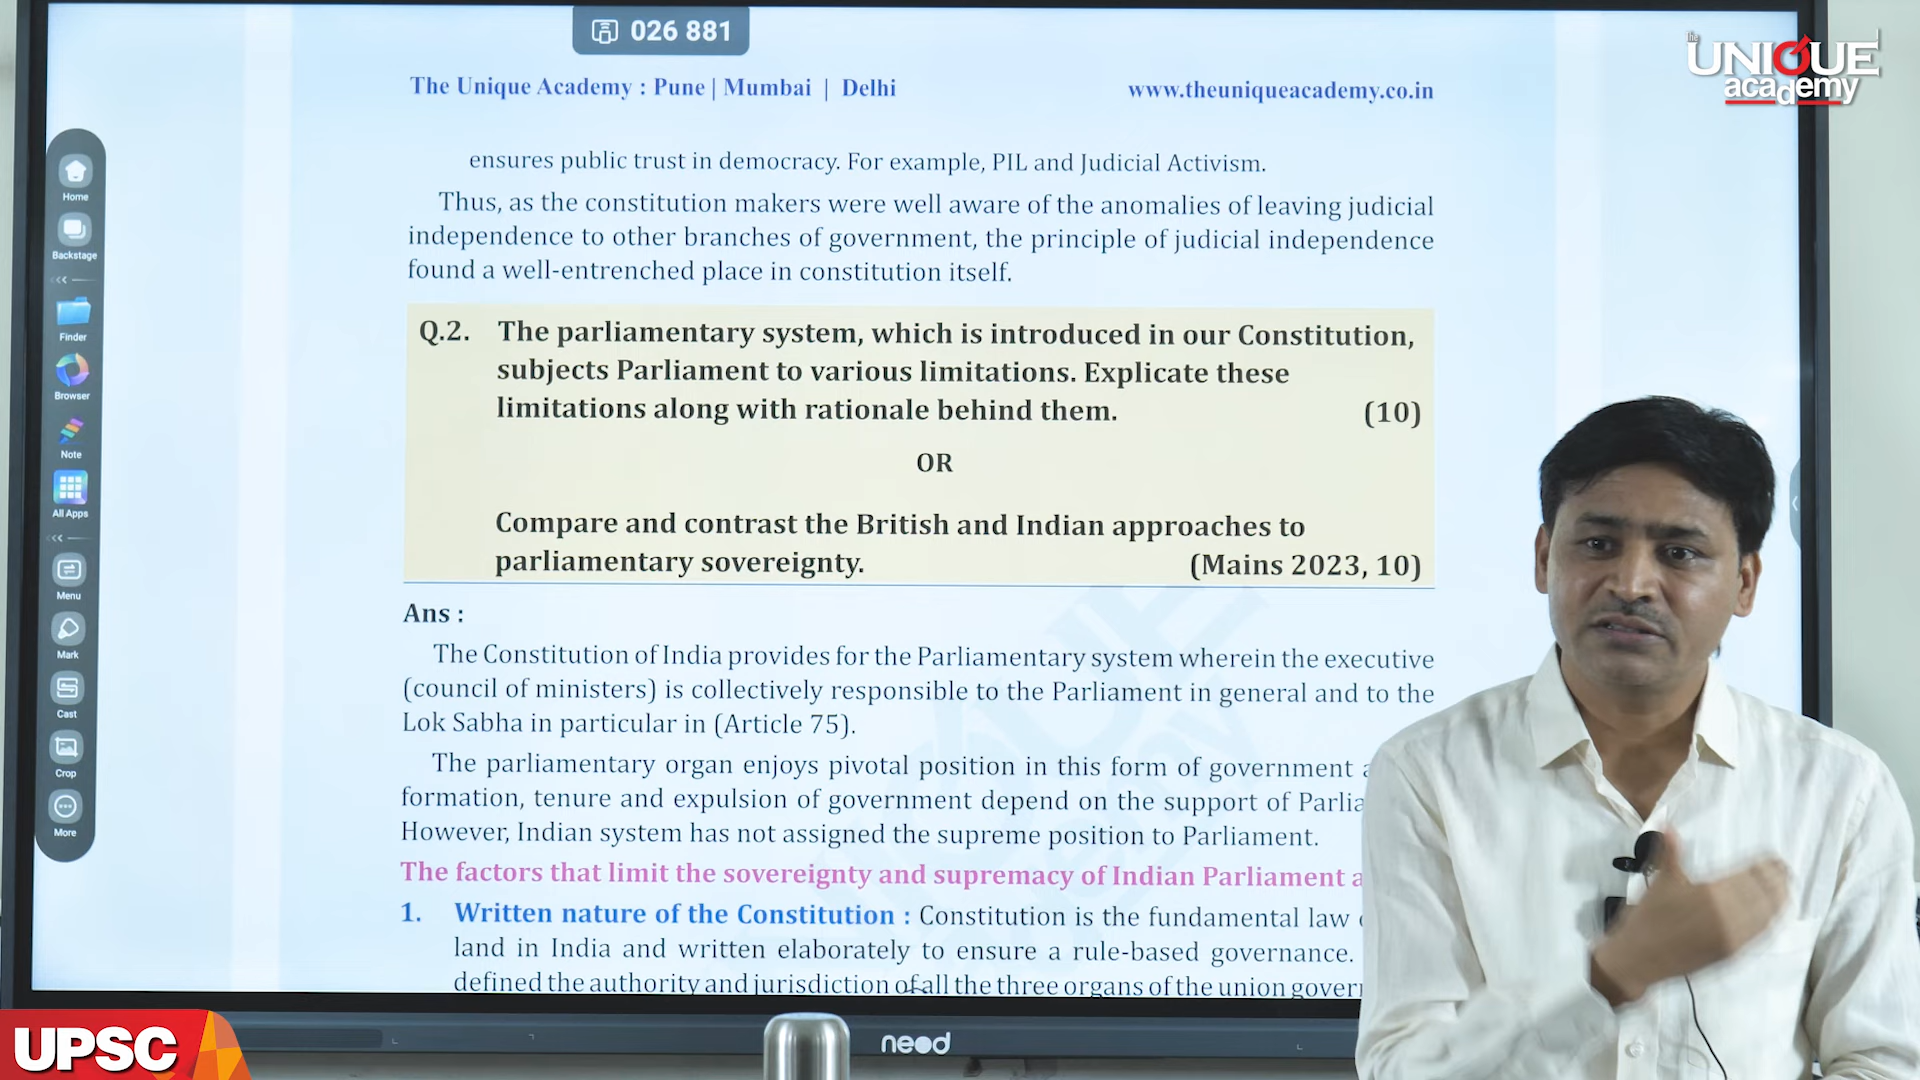 026 881
The UNIQUE
academy
The Unique Academy : Pune | Mumbai | Delhi
www.theuniqueacademy.co.in
ensures public trust in democracy. For example, PIL and Judicial Activism.
Thus, as the constitution makers were well aware of the anomalies of leaving judicial
independence to other branches of government, the principle of judicial independence
found a well-entrenched place in constitution itself.
Q.2. The parliamentary system, which is introduced in our Constitution,
subjects Parliament to various limitations. Explicate these
limitations along with rationale behind them. (10)
OR
Compare and contrast the British and Indian approaches to
parliamentary sovereignty. (Mains 2023, 10)
Ans :
The Constitution of India provides for the Parliamentary system wherein the executive
(council of ministers) is collectively responsible to the Parliament in general and to the
Lok Sabha in particular in (Article 75).
The parliamentary organ enjoys pivotal position in this form of government
formation, tenure and expulsion of government depend on the support of
However, Indian system has not assigned the supreme position to Parliament.
The factors that limit the sovereignty and supremacy of Indian Parliament
1. Written nature of the Constitution : Constitution is the fundamental law
land in India and written elaborately to ensure a rule-based governance.
defined the authority and jurisdiction of all the three organs of the union
Home
Backstage
Finder
Browser
Note
All Apps
Menu
Mark
Cast
Crop
More
neod
UPSC